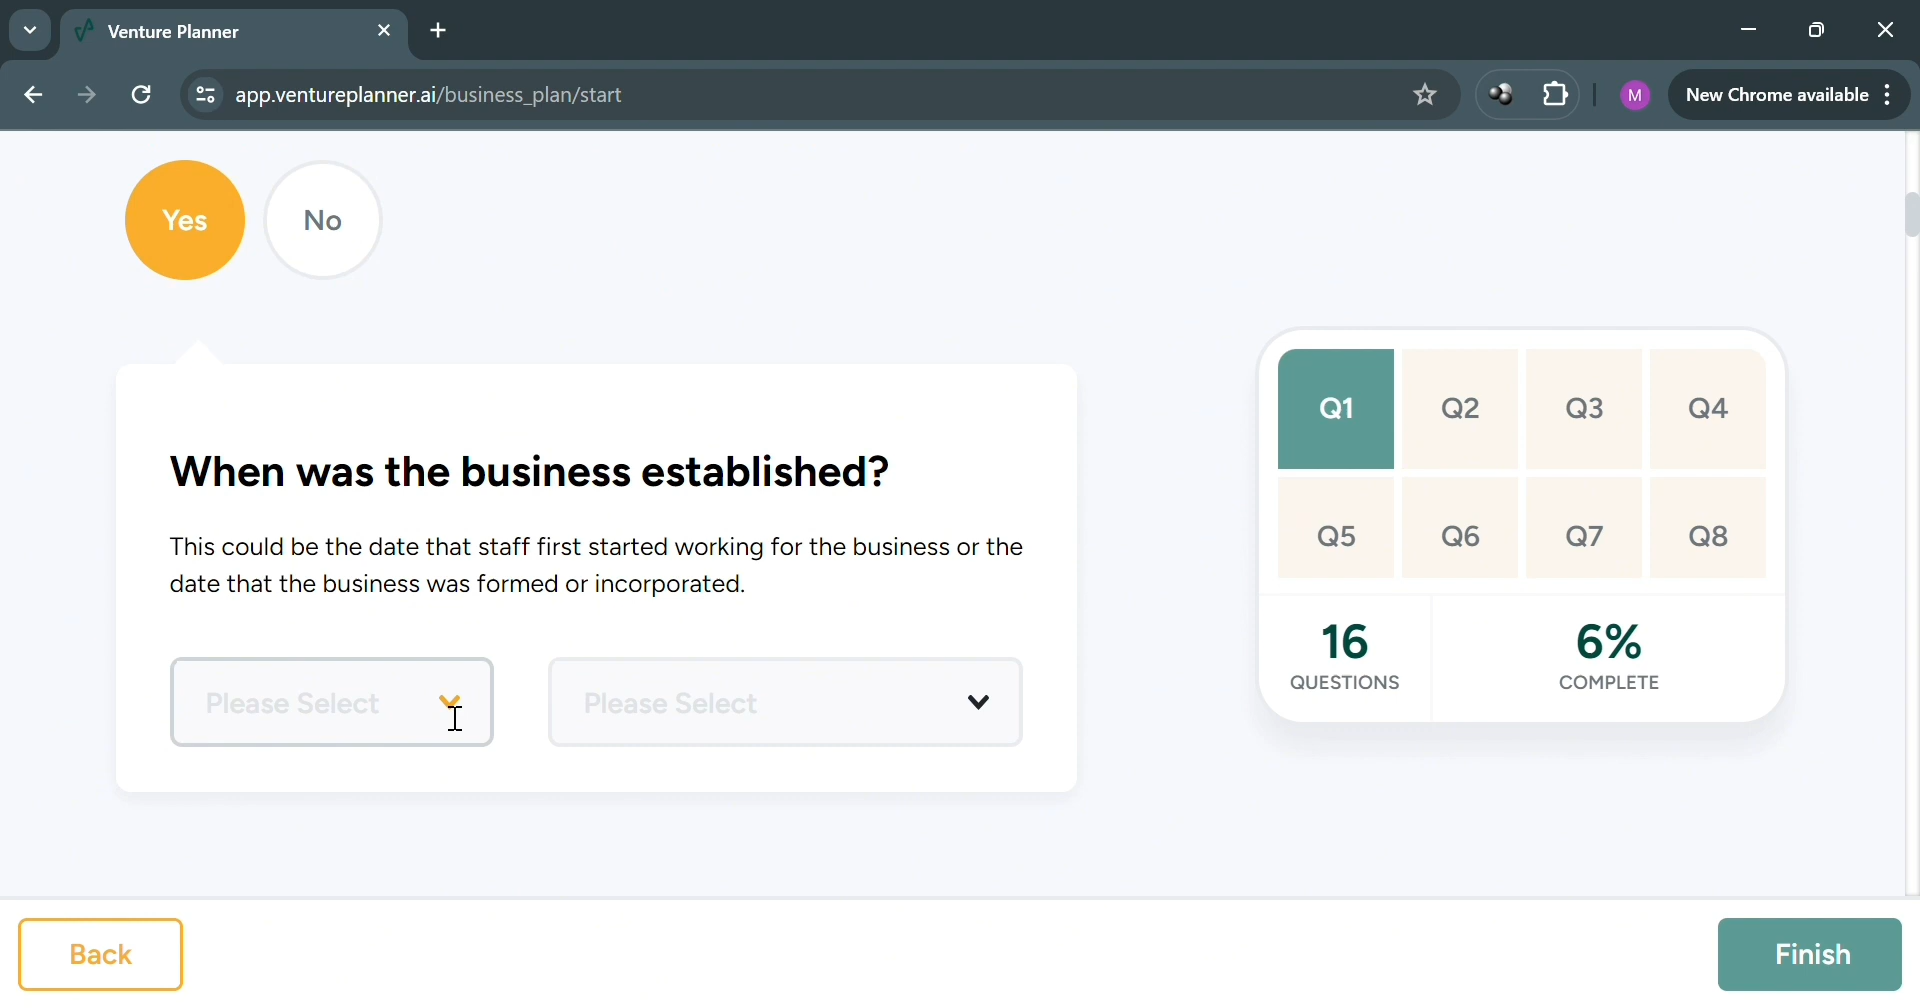 Venture Planner
app.ventureplanner.ai/business_plan/start
M
New Chrome available
Yes
No
When was the business established?
This could be the date that staff first started working for the business or the
date that the business was formed or incorporated.
Please Select
Please Select
Q1
Q2
Q3
Q4
Q5
Q6
Q7
Q8
16
QUESTIONS
6%
COMPLETE
Back
Finish